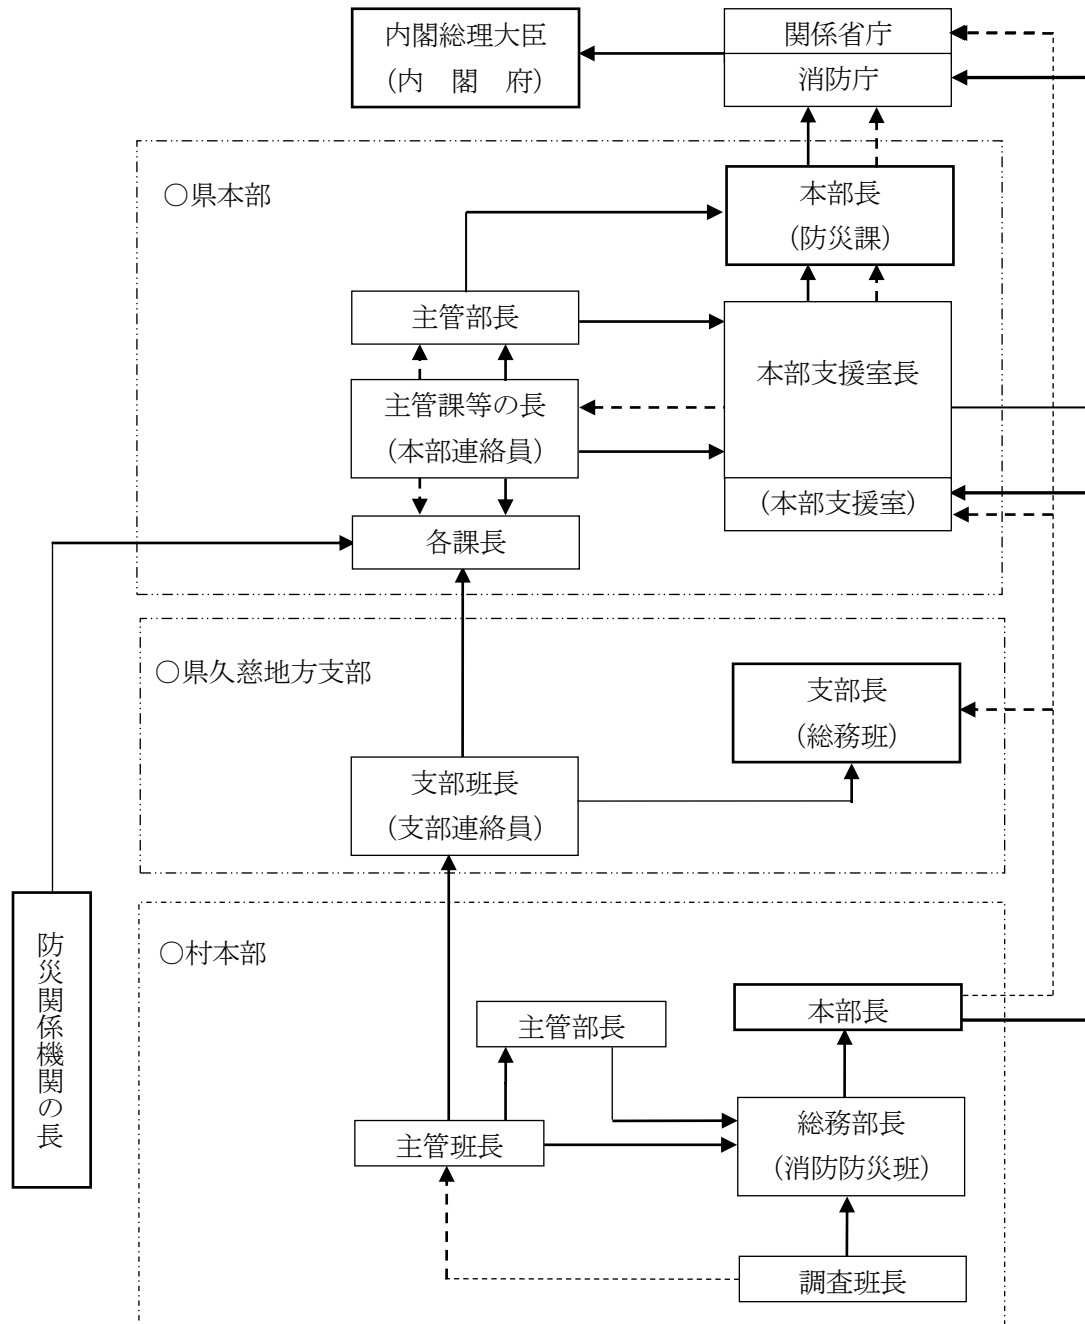 内閣総理大臣
（内　閣　府）
関係省庁
消防庁
○県本部
本部長
（防災課）
主管部長
本部支援室長
主管課等の長
（本部連絡員）
（本部支援室）
各課長
○県久慈地方支部
支部長
（総務班）
支部班長
（支部連絡員）
防災関係機関の長
○村本部
本部長
主管部長
総務部長
（消防防災班）
主管班長
調査班長